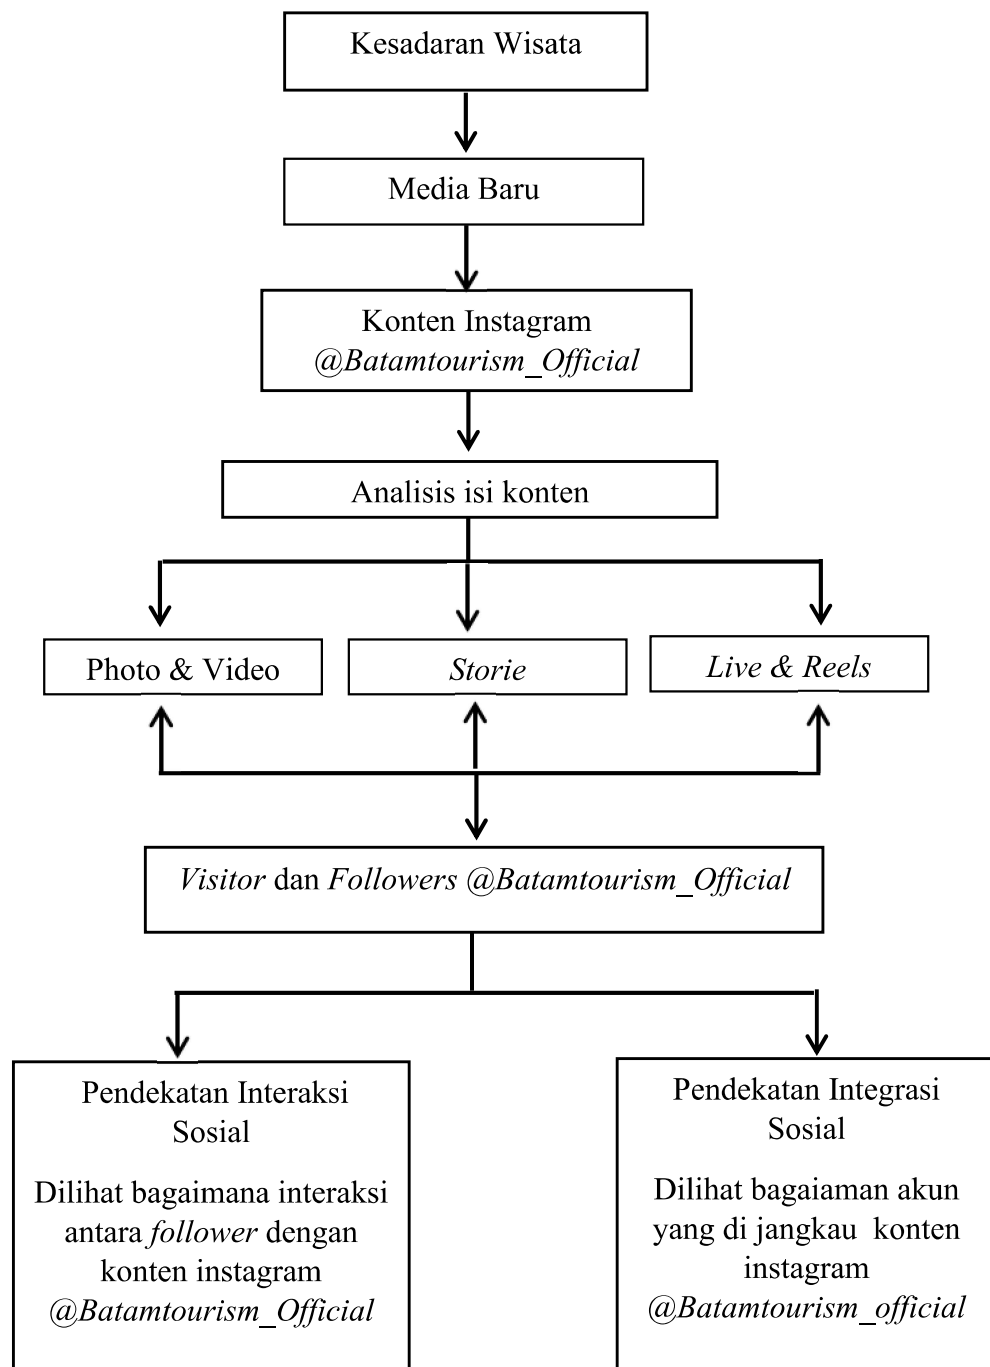 Kesadaran Wisata
Media Baru
Konten Instagram
@Batamtourism_Official
Analisis isi konten
Photo & Video
Storie
Live & Reels
Visitor dan Followers @Batamtourism_Official
Pendekatan Interaksi
Sosial
Dilihat bagaimana interaksi
antara follower dengan
konten instagram
@Batamtourism_Official
Pendekatan Integrasi
Sosial
Dilihat bagaiaman akun
yang di jangkau  konten
instagram
@Batamtourism_official